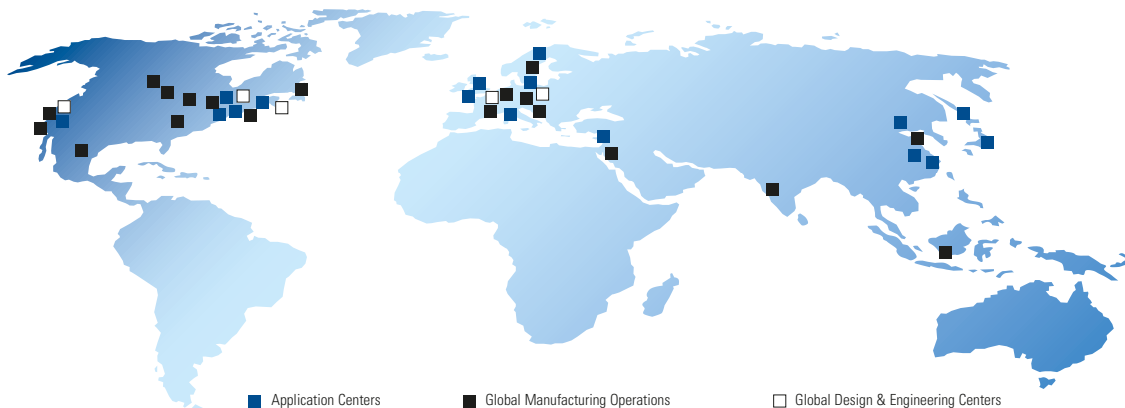 Application Centers
Global Manufacturing Operations
Global Design & Engineering Centers